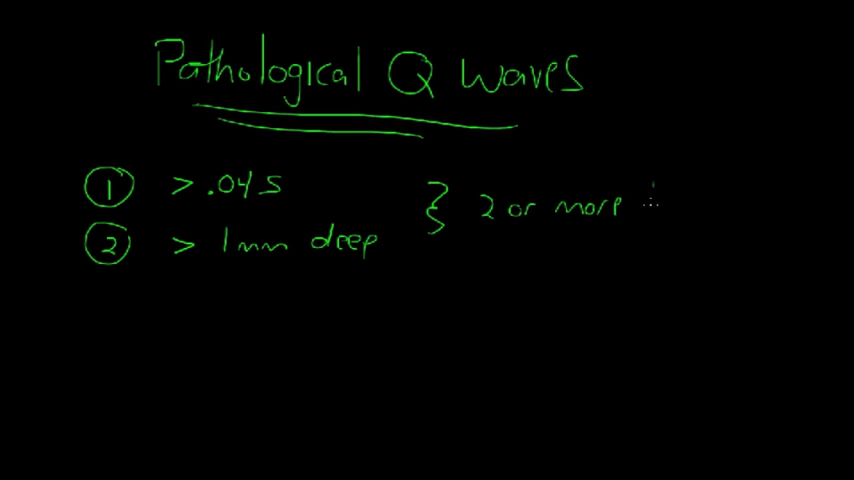 Pathological Q waves
① > .04 s
② > 1mm deep
} 2 or more